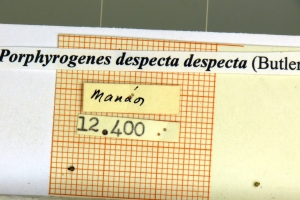 Porphyrogenes despecta despecta (Butler
Manáos
12.400